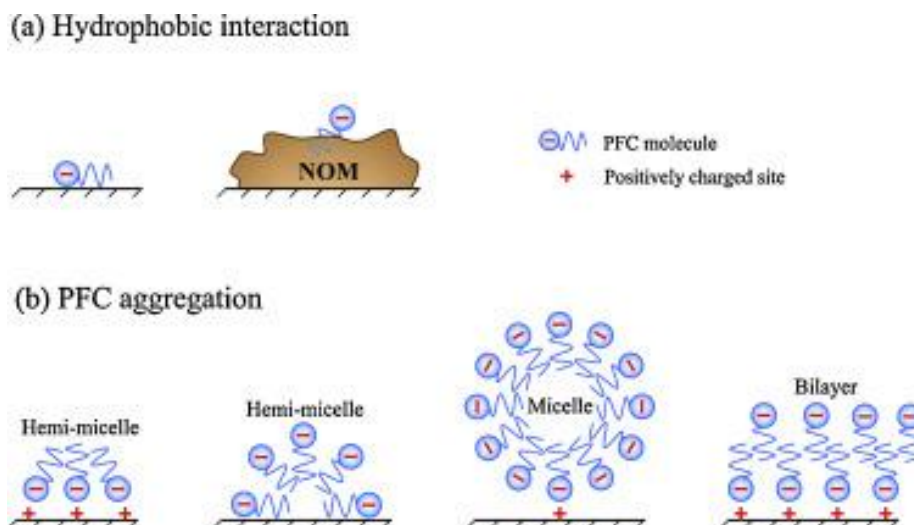 (a) Hydrophobic interaction
NOM
PFC molecule
Positively charged site
(b) PFC aggregation
Hemi-micelle
Hemi-micelle
Micelle
Bilayer